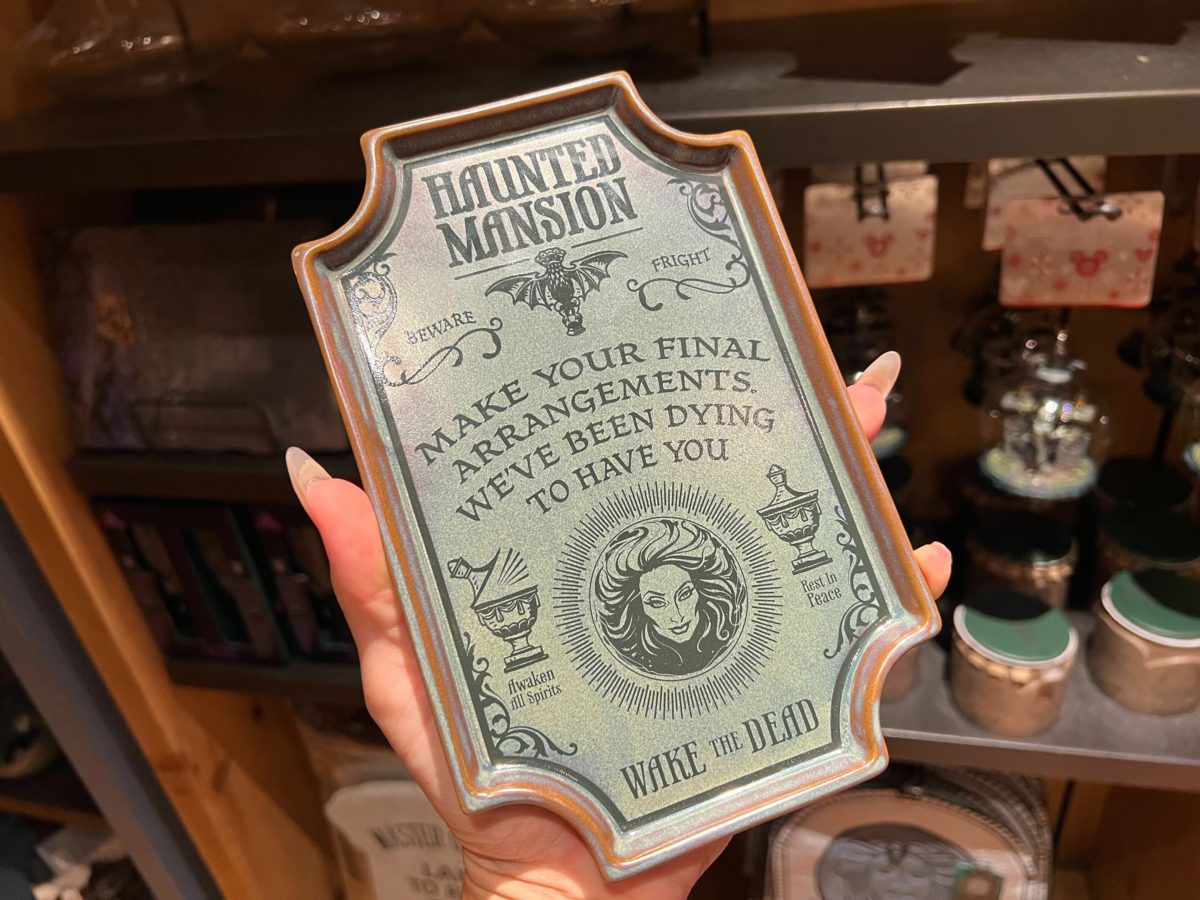 HAUNTED
MANSION
BEWARE
FRIGHT
MAKE YOUR FINAL
ARRANGEMENTS.
WE'VE BEEN DYING
TO HAVE YOU
Awaken
All Spirits
Rest In
Peace
WAKE THE DEAD
MASTER